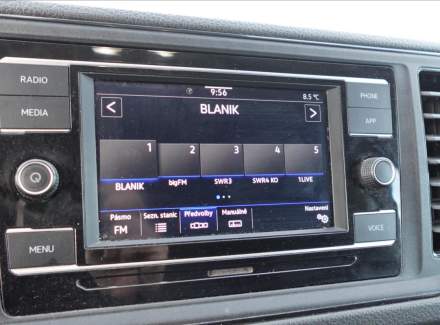 9:56
8.5 °C
BLANIK
1 2 3 4 5
BLANIK bigFM SWR3 SWR4 KO 1LIVE
Pásmo Sezn. stanic Předvolby Manuálně Nastavení
FM
RADIO
MEDIA
MENU
PHONE
APP
VOICE